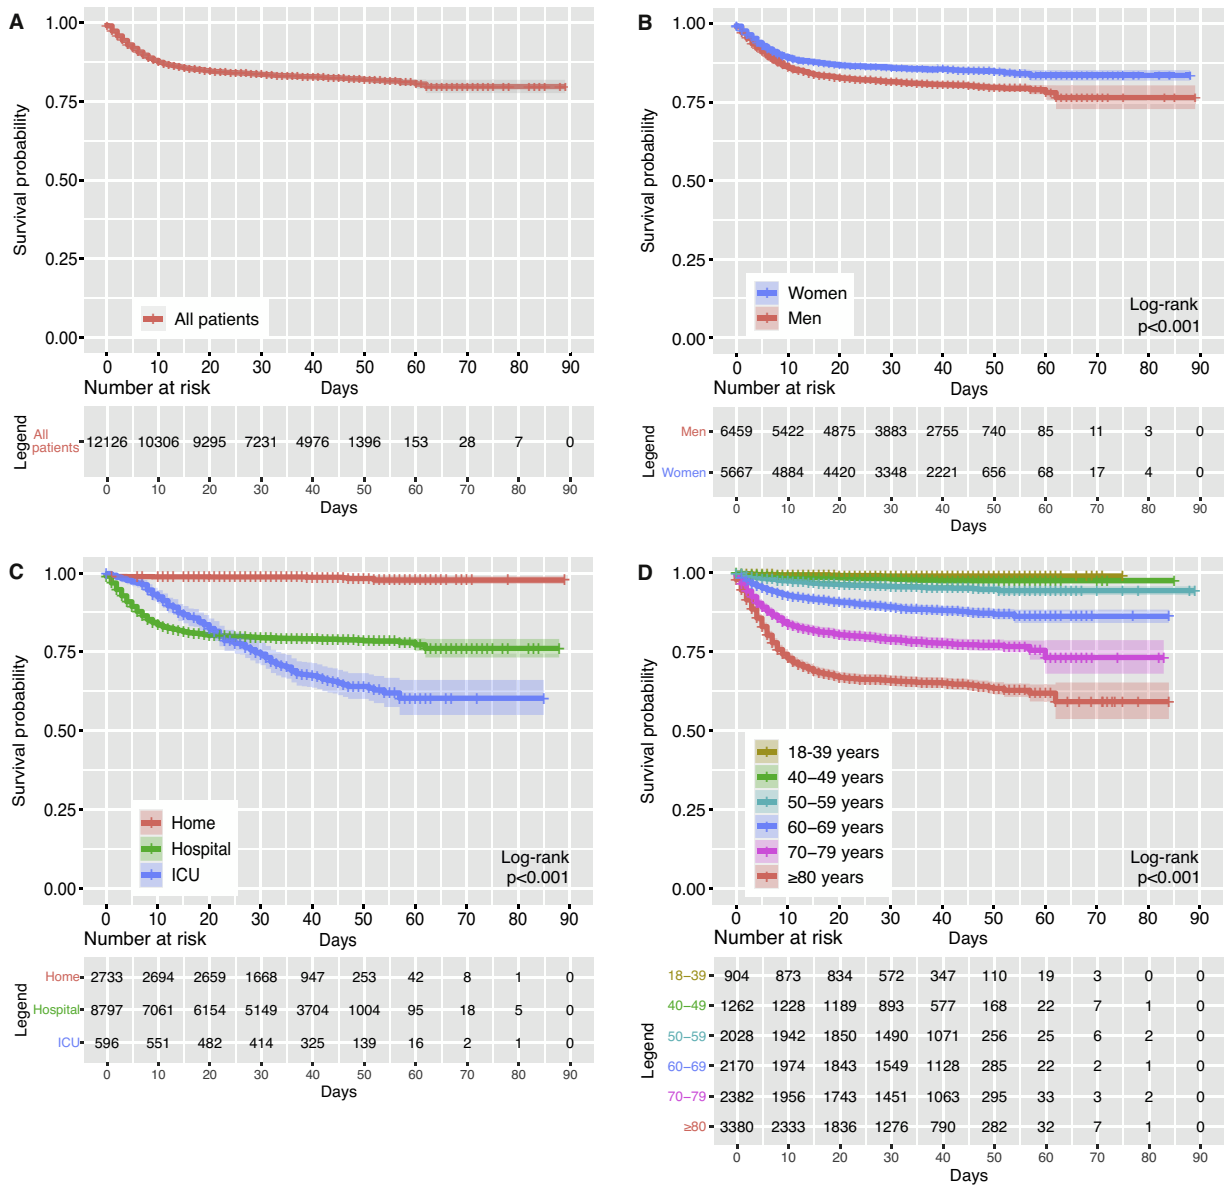 A
1.00
0.75
0.50
0.25
0.00
Survival probability
All patients
0 10 20 30 40 50 60 70 80 90
Number at risk
Days
Legend
All patients
12126 10306 9295 7231 4976 1396 153 28 7 0
0 10 20 30 40 50 60 70 80 90
Days
B
1.00
0.75
0.50
0.25
0.00
Survival probability
Women
Men
Log-rank
p<0.001
0 10 20 30 40 50 60 70 80 90
Number at risk
Days
Legend
Men 6459 5422 4875 3883 2755 740 85 11 3 0
Women 5667 4884 4420 3348 2221 656 68 17 4 0
0 10 20 30 40 50 60 70 80 90
Days
C
1.00
0.75
0.50
0.25
0.00
Survival probability
Home
Hospital
ICU
Log-rank
p<0.001
0 10 20 30 40 50 60 70 80 90
Number at risk
Days
Legend
Home 2733 2694 2659 1668 947 253 42 8 1 0
Hospital 8797 7061 6154 5149 3704 1004 95 18 5 0
ICU 596 551 482 414 325 139 16 2 1 0
0 10 20 30 40 50 60 70 80 90
Days
D
1.00
0.75
0.50
0.25
0.00
Survival probability
18-39 years
40–49 years
50–59 years
60–69 years
70–79 years
≥80 years
Log-rank
p<0.001
0 10 20 30 40 50 60 70 80 90
Number at risk
Days
Legend
18–39 904 873 834 572 347 110 19 3 0 0
40–49 1262 1228 1189 893 577 168 22 7 1 0
50–59 2028 1942 1850 1490 1071 256 25 6 2 0
60–69 2170 1974 1843 1549 1128 285 22 2 1 0
70–79 2382 1956 1743 1451 1063 295 33 3 2 0
≥80 3380 2333 1836 1276 790 282 32 7 1 0
0 10 20 30 40 50 60 70 80 90
Days